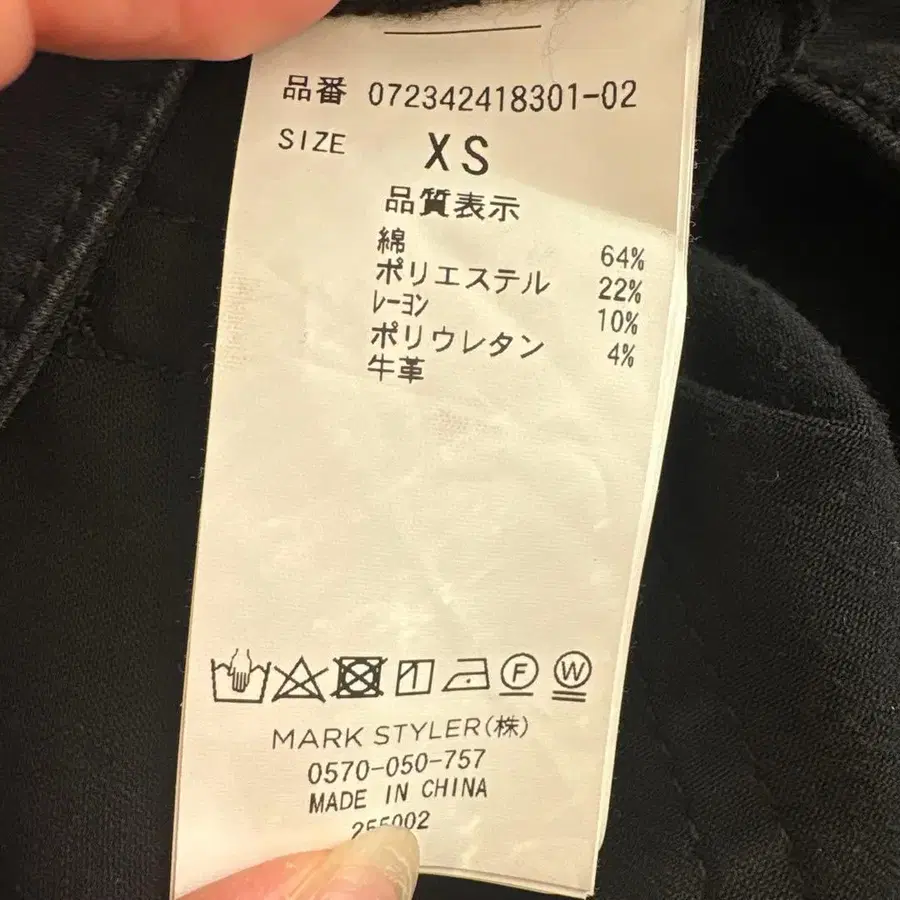 品番 072342418301-02
SIZE XS
品質表示
綿 64%
ポリエステル 22%
レーヨン 10%
ポリウレタン 4%
牛革
F W
MARK STYLER(株)
0570-050-757
MADE IN CHINA